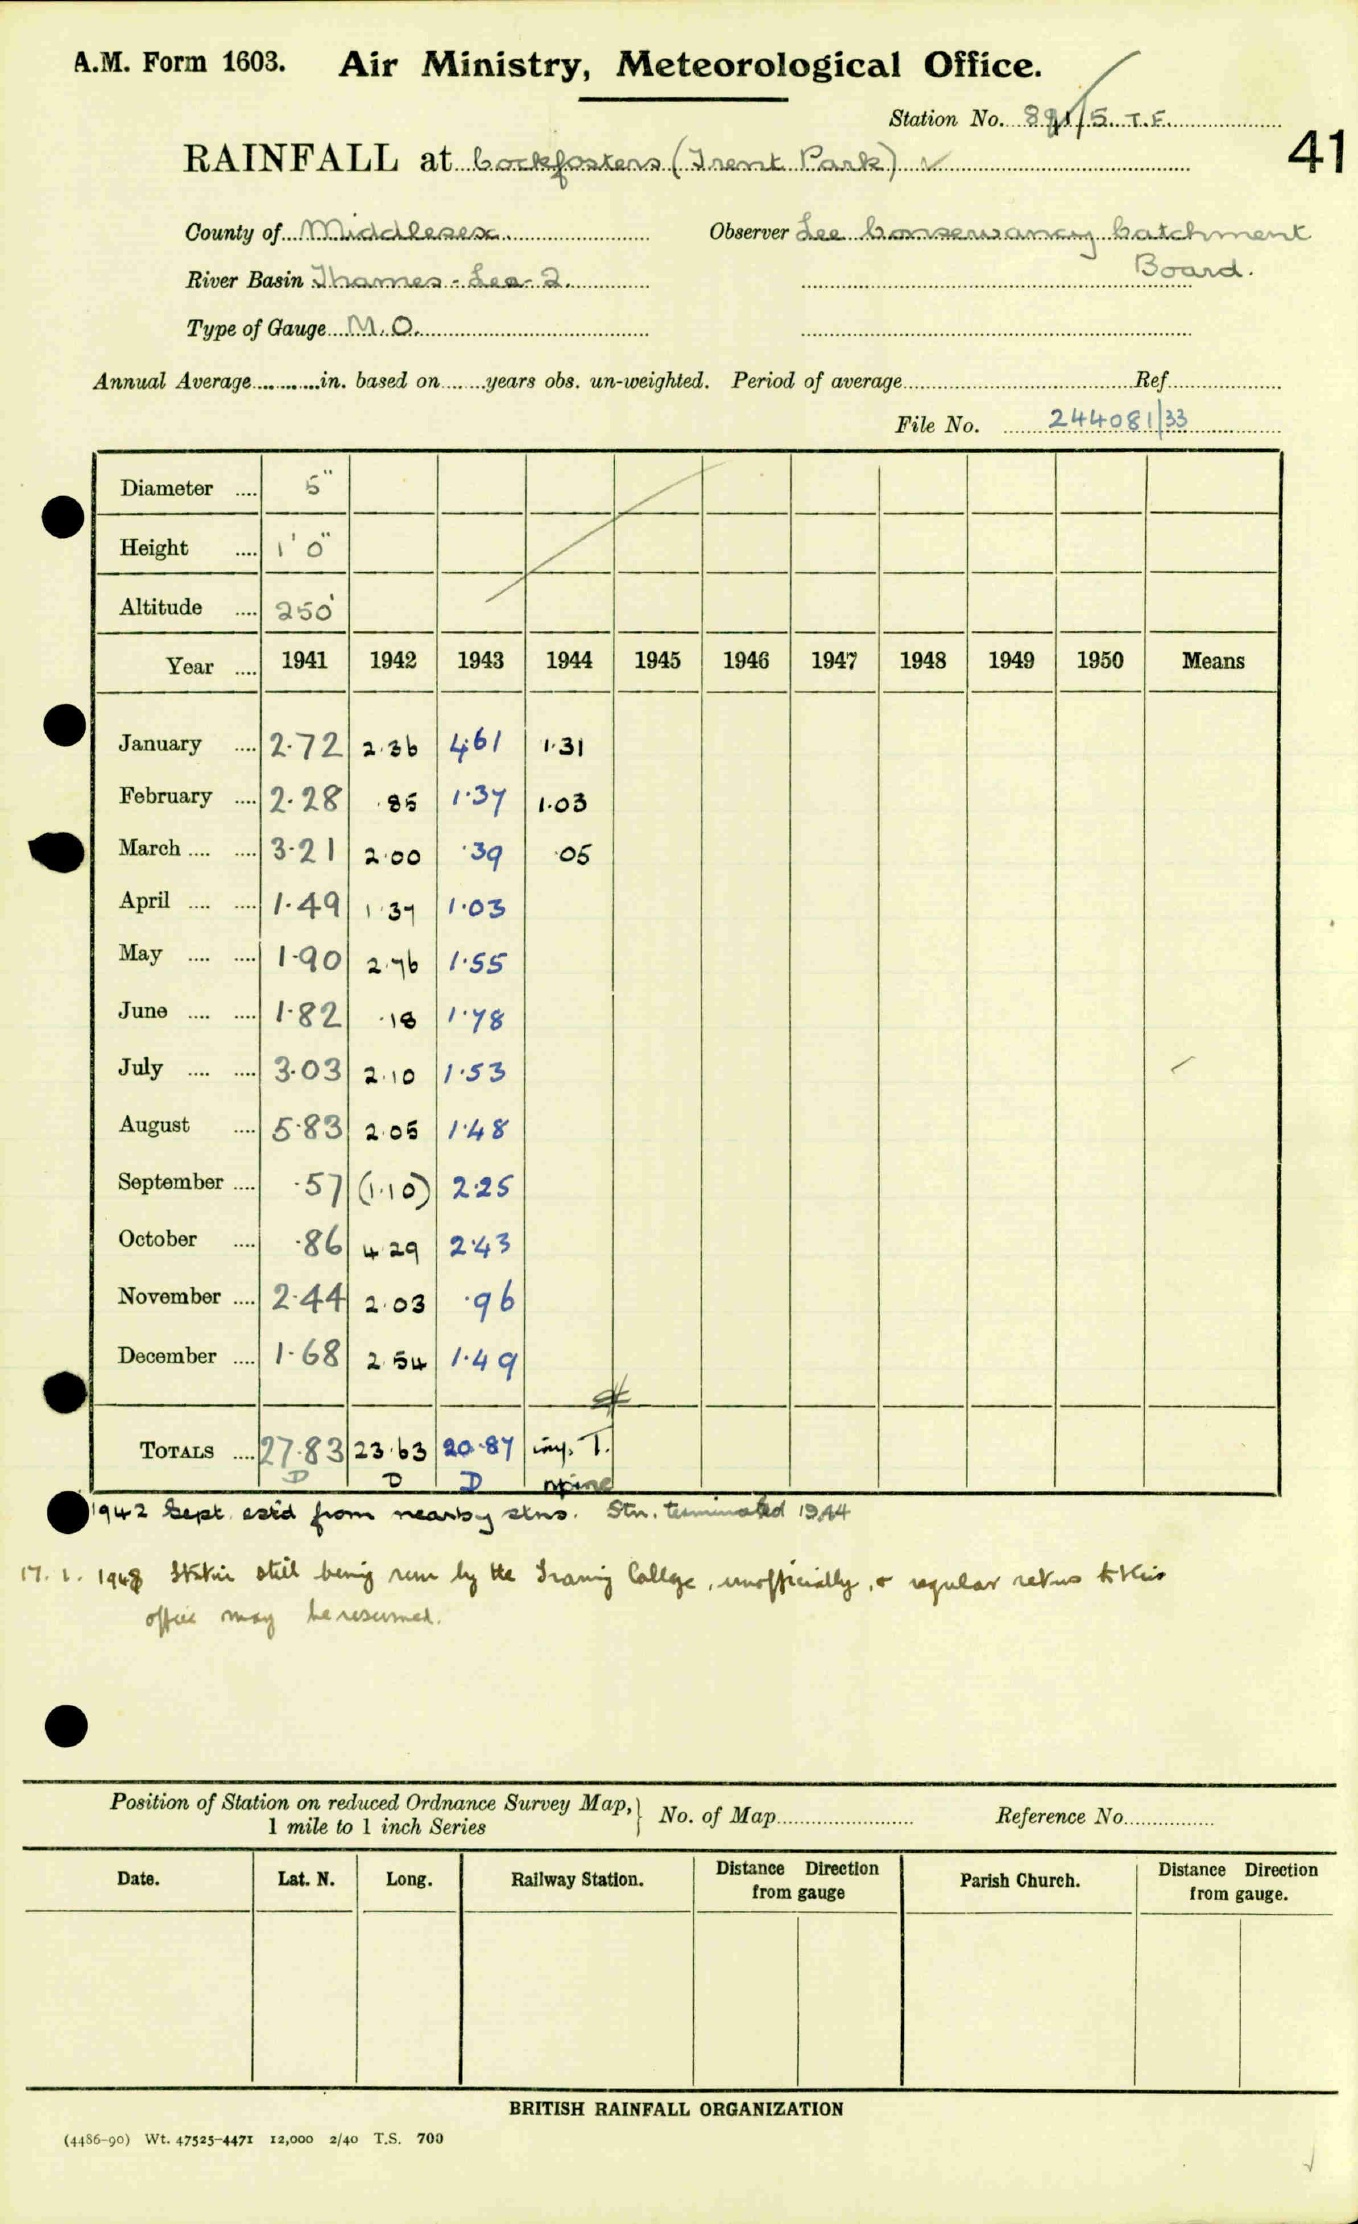 A.M. Form 1603. Air Ministry, Meteorological Office.
Station No. 841/5 T.F.
41
RAINFALL at Cockfosters (Trent Park) ✓
County of Middlesex. Observer Lee Conservancy Catchment Board.
River Basin Thames - Lee - 2.
Type of Gauge M.O.
Annual Average............in. based on.......years obs. un-weighted. Period of average.......... Ref..........
File No. 244081/33
Diameter .... 5"
Height .... 1' 0"
Altitude .... 250'
Year .... 1941 1942 1943 1944 1945 1946 1947 1948 1949 1950 Means
January .... 2.72 2.36 4.61 1.31
February .... 2.28 .85 1.37 1.03
March .... .... 3.21 2.00 .39 .05
April .... .... 1.49 1.37 1.03
May .... .... 1.90 2.76 1.55
June .... .... 1.82 .18 1.78
July .... .... 3.03 2.10 1.53
August .... 5.83 2.05 1.48
September .... .57 (1.10) 2.25
October .... .86 4.29 2.43
November .... 2.44 2.03 .96
December .... 1.68 2.54 1.49
TOTALS .... 27.83 23.63 20.87 T.
D D D
1942 Sept. est'd from nearby stns. Stn. terminated 1944
17. 1. 1948 Station still being run by the Training College, unofficially, & regular returns to this
office may be resumed.
Position of Station on reduced Ordnance Survey Map, 1 mile to 1 inch Series } No. of Map.......... Reference No..........
Date. Lat. N. Long. Railway Station. Distance Direction from gauge Parish Church. Distance Direction from gauge.
BRITISH RAINFALL ORGANIZATION
(4486-90) Wt. 47525-4471 12,000 2/40 T.S. 700